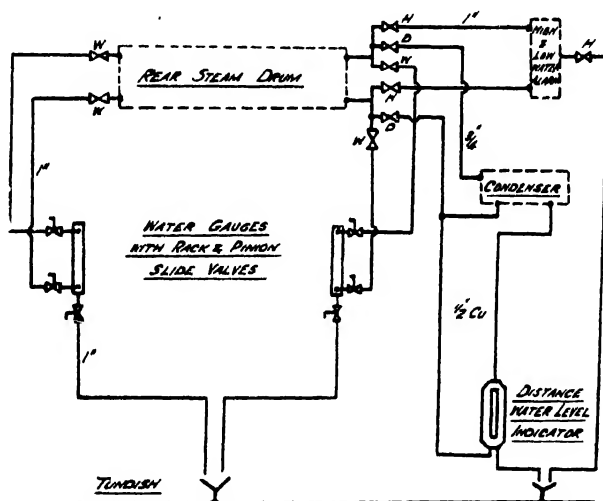 H
1"
W
D
HIGH
&
LOW
WATER
ALARM
H
REAR STEAM DRUM
W
W
H
D
W
3/4"
1"
CONDENSER
WATER GAUGES
WITH RACK & PINION
SLIDE VALVES
1/2" CU
1"
DISTANCE
WATER LEVEL
INDICATOR
TUNDISH